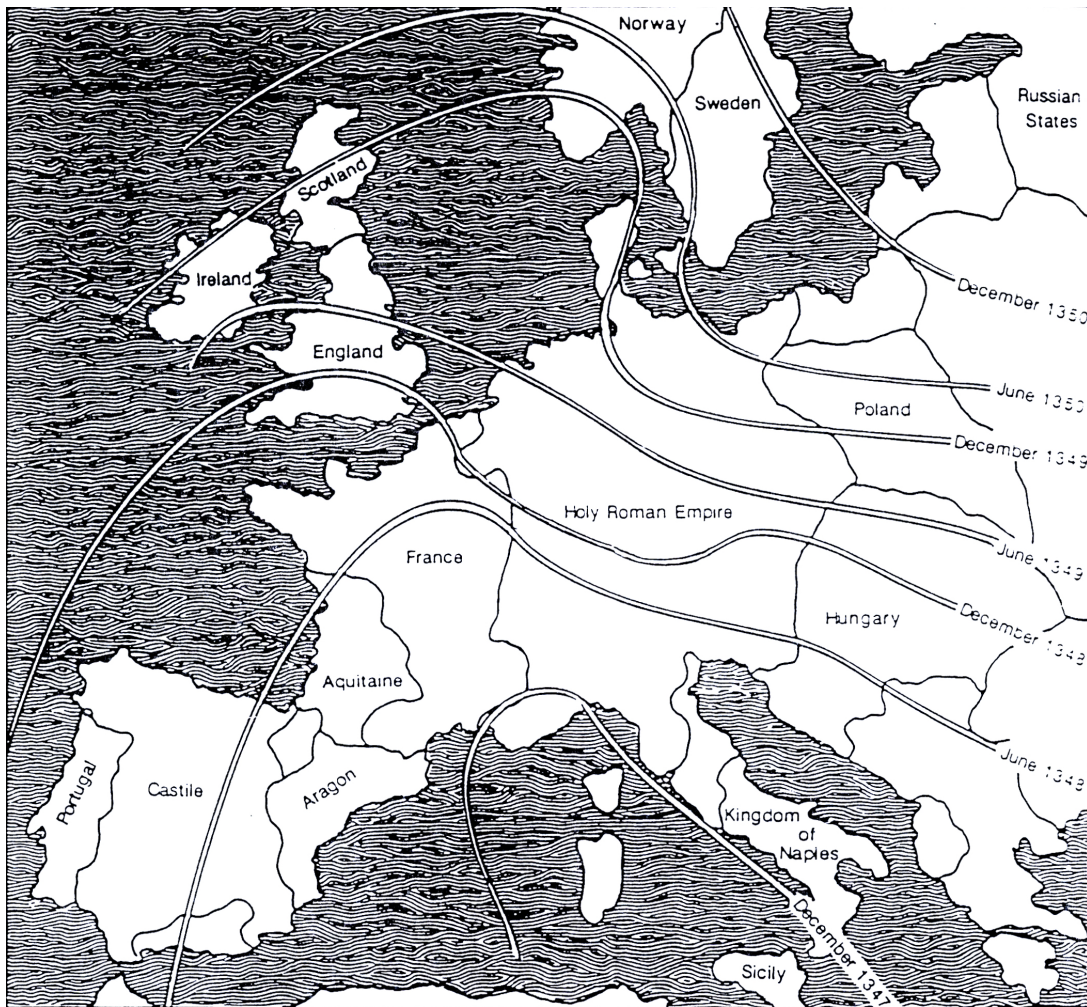 Norway
Sweden
Russian
States
Scotland
Ireland
December 1350
England
June 1350
Poland
December 1349
Holy Roman Empire
June 1349
France
Hungary
December 1348
Aquitaine
June 1348
Portugal
Castile
Aragon
Kingdom
of
Naples
December 1347
Sicily